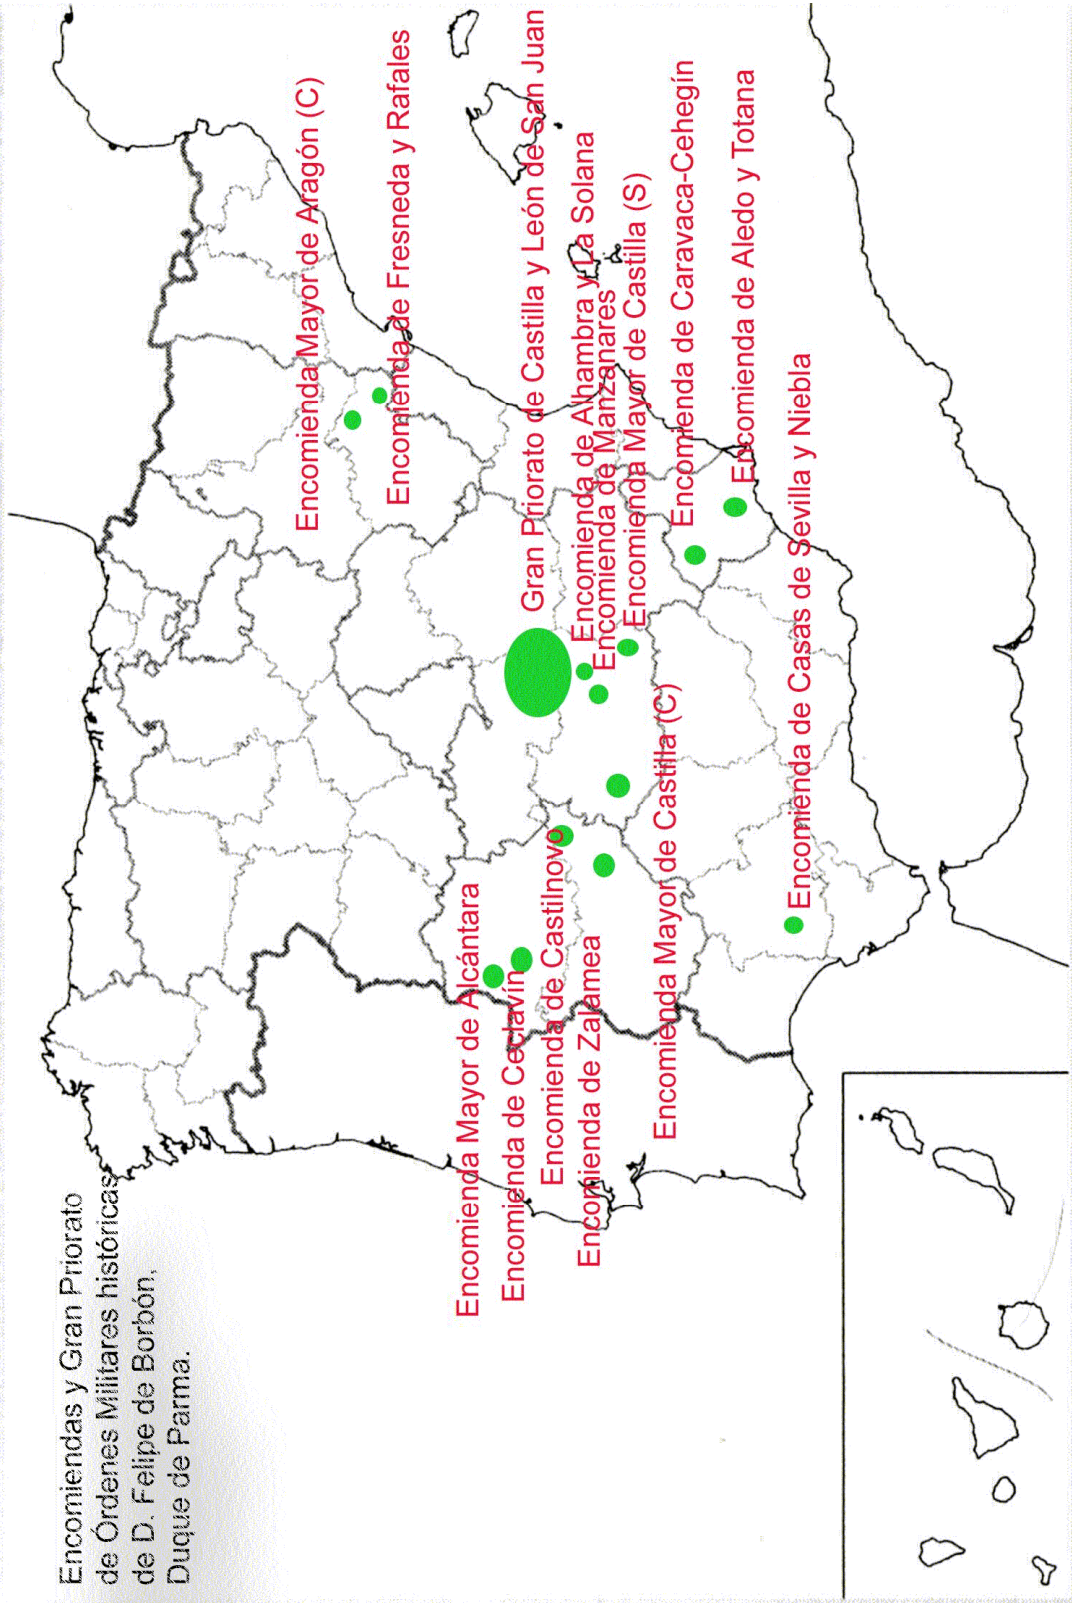 Encomiendas y Gran Priorato
de Órdenes Militares históricas
de D. Felipe de Borbón,
Duque de Parma.
Encomienda Mayor de Aragón (C)
Encomienda de Fresneda y Rafales
Encomienda Mayor de Alcántara
Encomienda de Ceclavín
Gran Priorato de Castilla y León de San Juan
Encomienda de Castilnovo
Encomienda de Alhambra y La Solana
Encomienda de Zalamea
Encomienda de Manzanares
Encomienda Mayor de Castilla (S)
Encomienda Mayor de Castilla (C)
Encomienda de Caravaca-Cehegín
Encomienda de Aledo y Totana
Encomienda de Casas de Sevilla y Niebla